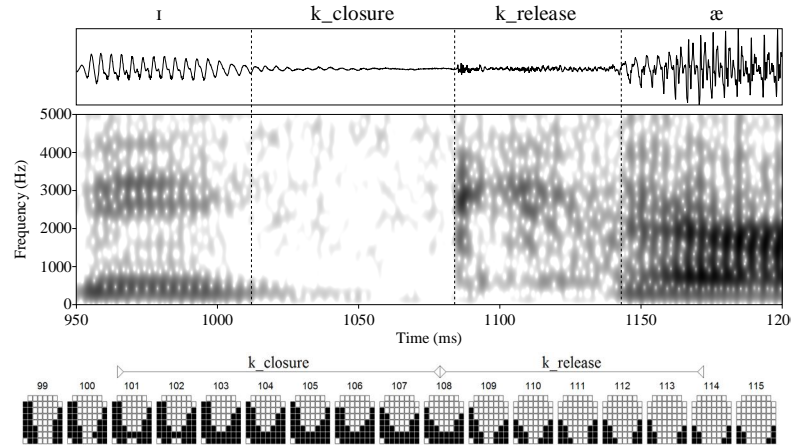 ɪ k_closure k_release æ
5000
4000
3000
2000
1000
0
Frequency (Hz)
950 1000 1050 1100 1150 120
Time (ms)
k_closure k_release
99 100 101 102 103 104 105 106 107 108 109 110 111 112 113 114 115